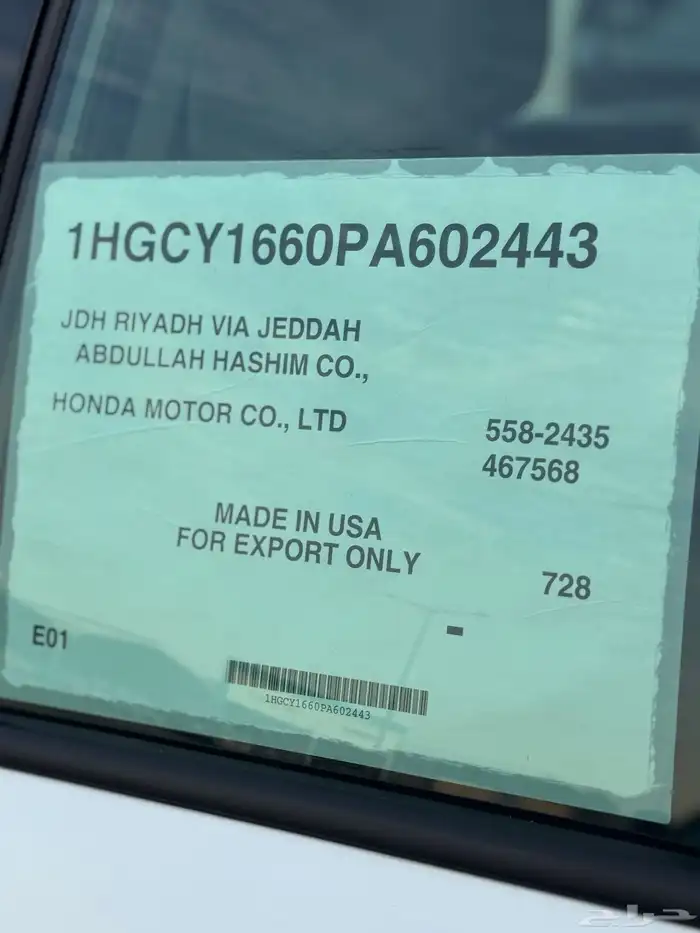 1HGCY1660PA602443
JDH RIYADH VIA JEDDAH
ABDULLAH HASHIM CO.,
HONDA MOTOR CO., LTD
558-2435
467568
MADE IN USA
FOR EXPORT ONLY
728
-
E01
1HGCY1660PA602443
حراج